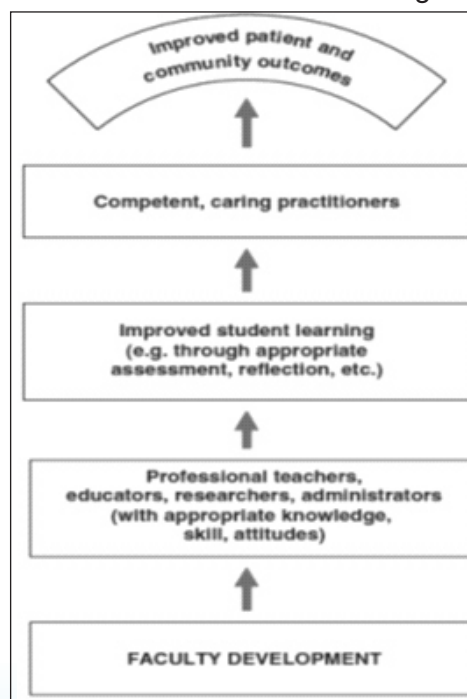 Improved patient and
community outcomes
Competent, caring practitioners
Improved student learning
(e.g. through appropriate
assessment, reflection, etc.)
Professional teachers,
educators, researchers, administrators
(with appropriate knowledge,
skill, attitudes)
FACULTY DEVELOPMENT